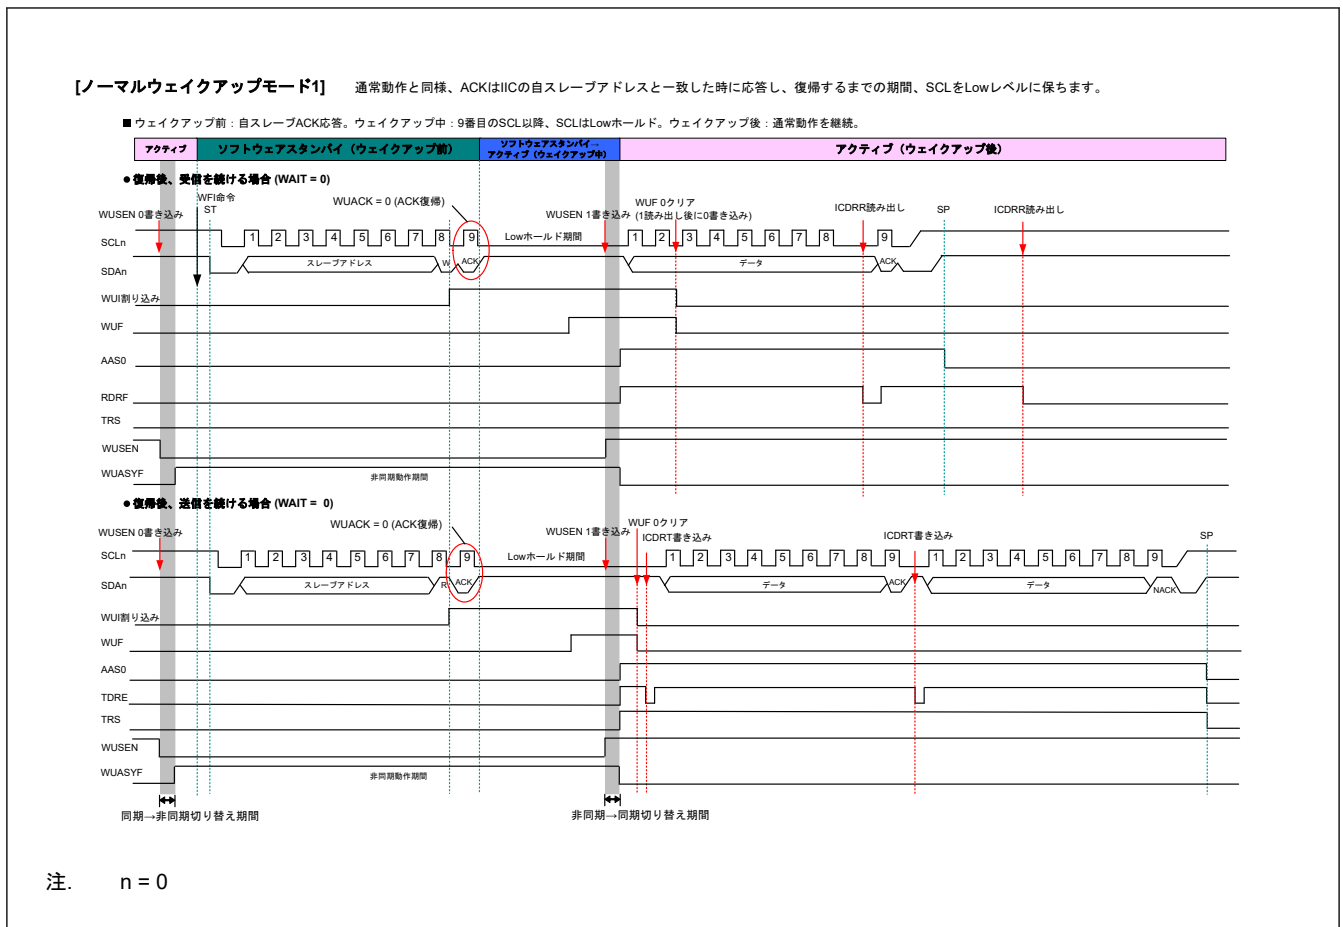 [ノーマルウェイクアップモード1] 通常動作と同様、ACKはIICの自スレーブアドレスと一致した時に応答し、復帰するまでの期間、SCLをLowレベルに保ちます。
■ウェイクアップ前：自スレーブACK応答。ウェイクアップ中：9番目のSCL以降、SCLはLowホールド。ウェイクアップ後：通常動作を継続。
アクティブ ソフトウェアスタンバイ（ウェイクアップ前） ソフトウェアスタンバイ→ アクティブ（ウェイクアップ後）
アクティブ（ウェイクアップ中）
●復帰後、受信を続ける場合 (WAIT = 0)
WFI命令 WUACK = 0 (ACK復帰) WUF 0クリア ICDRR読み出し SP ICDRR読み出し
WUSEN 0書き込み ST WUSEN 1書き込み (1読み出し後に0書き込み)
SCLn 1 2 3 4 5 6 7 8 9 Lowホールド期間 1 2 3 4 5 6 7 8 9
SDAn スレーブアドレス W ACK データ ACK
WUI割り込み
WUF
AAS0
RDRF
TRS
WUSEN
WUASYF 非同期動作期間
●復帰後、送信を続ける場合 (WAIT = 0)
WUACK = 0 (ACK復帰) WUF 0クリア
WUSEN 0書き込み WUSEN 1書き込み ICDRT書き込み ICDRT書き込み SP
SCLn 1 2 3 4 5 6 7 8 9 Lowホールド期間 1 2 3 4 5 6 7 8 9 1 2 3 4 5 6 7 8 9
SDAn スレーブアドレス R ACK データ ACK データ NACK
WUI割り込み
WUF
AAS0
TDRE
TRS
WUSEN
WUASYF 非同期動作期間
同期→非同期切り替え期間 非同期→同期切り替え期間
注. n = 0